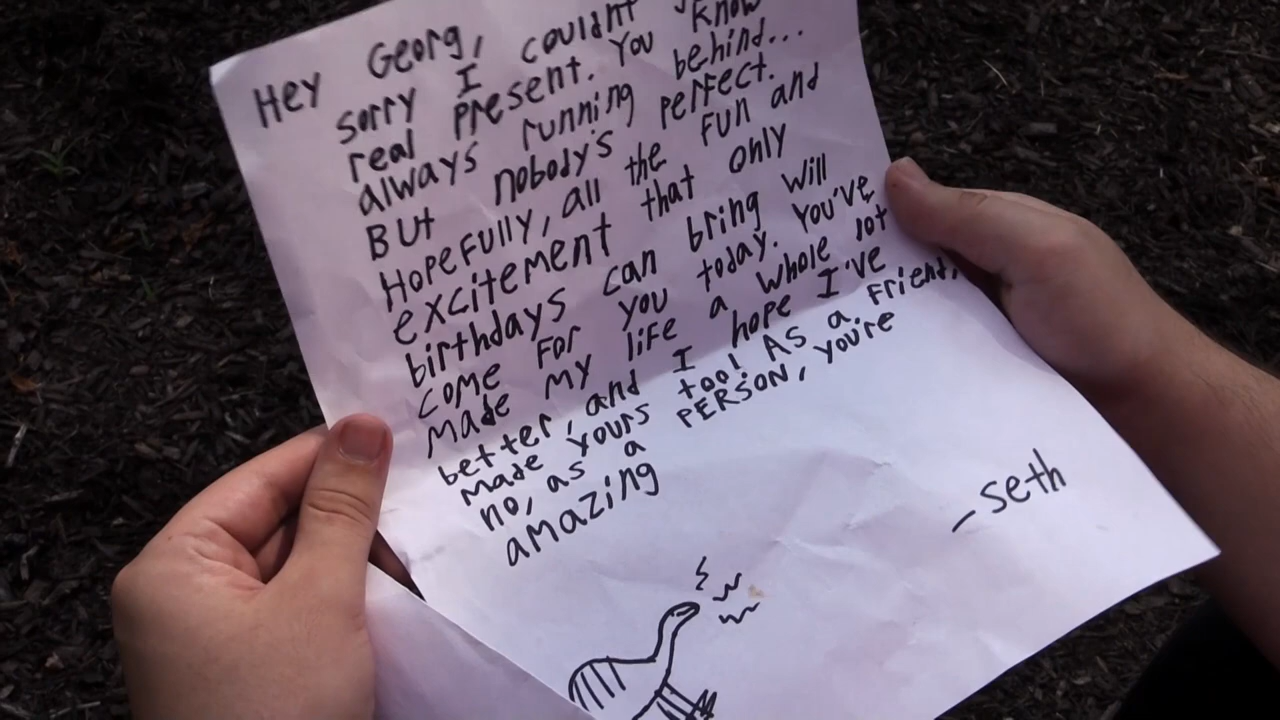 Hey Georg,
sorry I couldn't
real present. You know
always running behind...
But nobody's perfect.
Hopefully, all the fun and
excitement that only
birthdays can bring will
come for you today. You've
made my life a whole lot
better, and I hope I've
made yours too! As a friend,
no, as a PERSON, you're
amazing
-seth